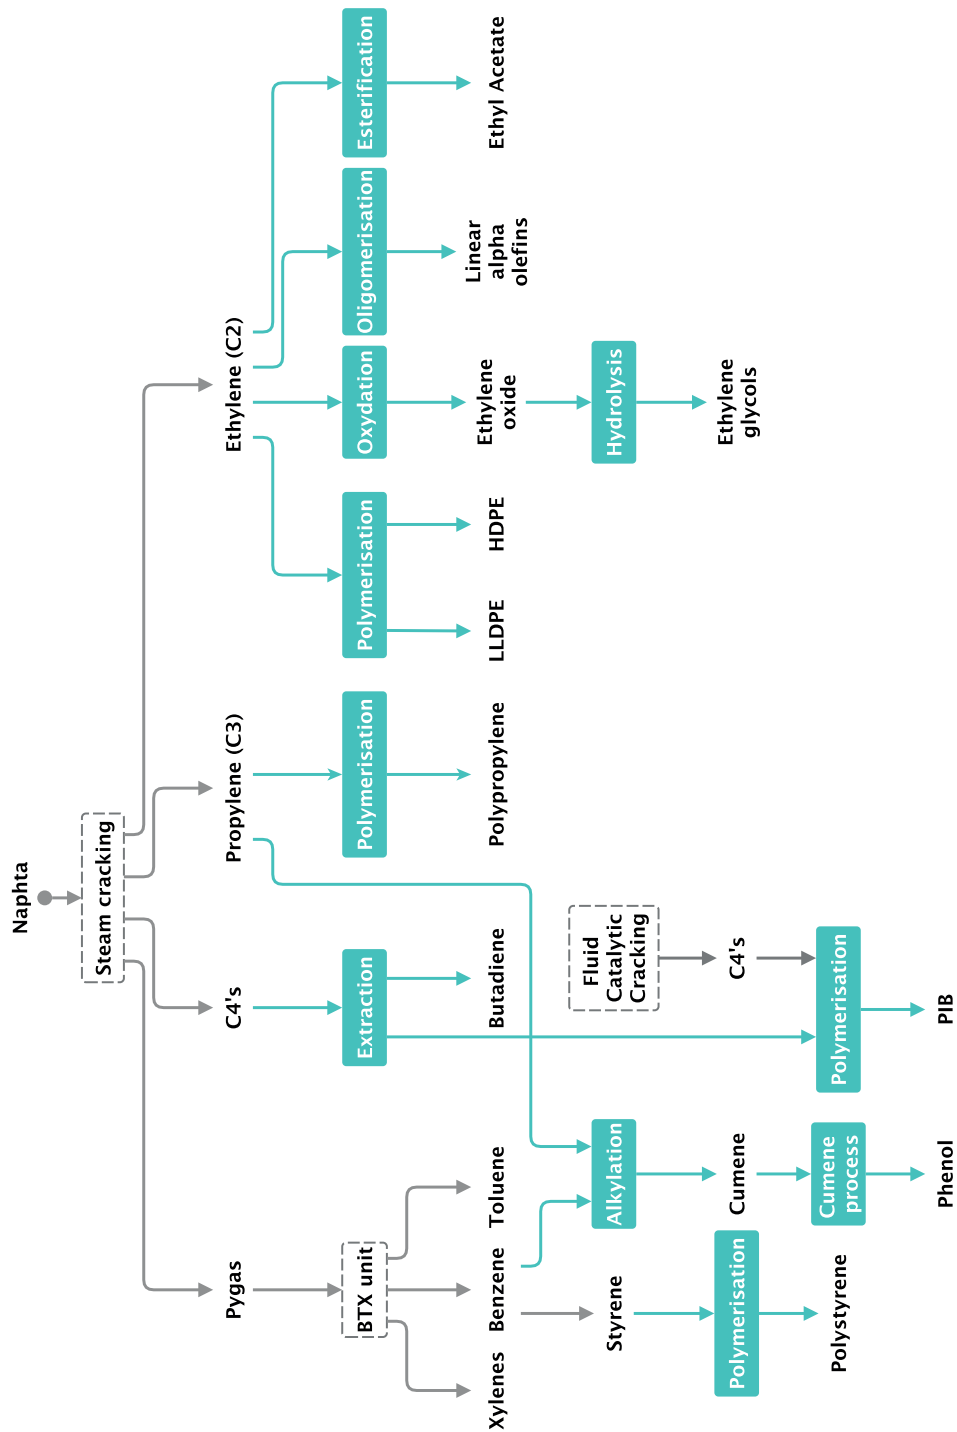 Naphta
Steam cracking
Pygas
C4's
Propylene (C3)
Ethylene (C2)
BTX unit
Extraction
Polymerisation
Polymerisation
Oxydation
Oligomerisation
Esterification
Xylenes
Benzene
Toluene
Butadiene
Polypropylene
LLDPE
HDPE
Ethylene
oxide
Linear
alpha
olefins
Ethyl Acetate
Styrene
Alkylation
Fluid
Catalytic
Cracking
Hydrolysis
Polymerisation
Cumene
C4's
Ethylene
glycols
Polystyrene
Cumene
process
Polymerisation
Phenol
PIB